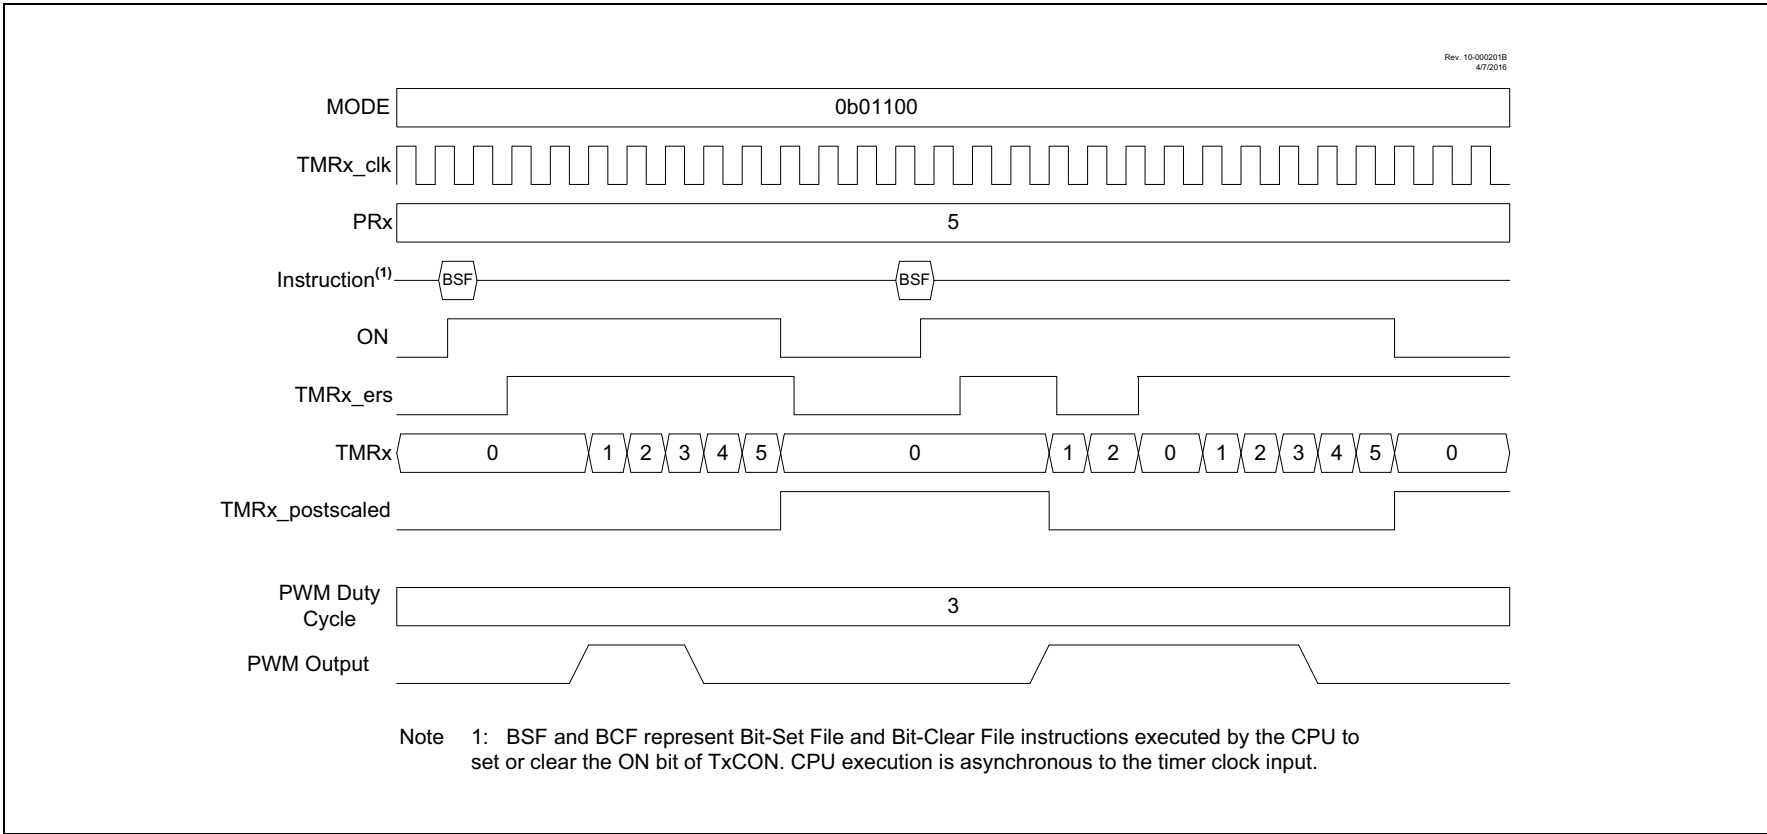 Rev. 10-000201B
4/7/2016
MODE 0b01100
TMRx_clk
PRx 5
Instruction(1) BSF BSF
ON
TMRx_ers
TMRx 0 1 2 3 4 5 0 1 2 0 1 2 3 4 5 0
TMRx_postscaled
PWM Duty
Cycle
3
PWM Output
Note 1: BSF and BCF represent Bit-Set File and Bit-Clear File instructions executed by the CPU to
set or clear the ON bit of TxCON. CPU execution is asynchronous to the timer clock input.